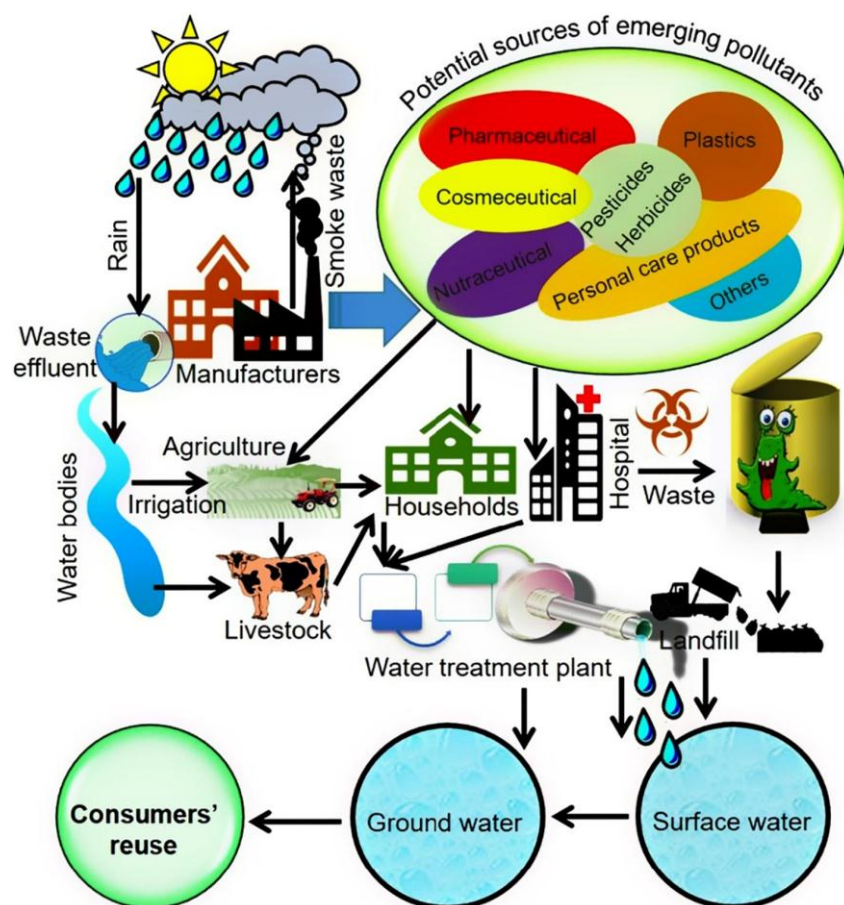 Potential sources of emerging pollutants
Pharmaceutical
Plastics
Cosmeceutical
Pesticides
Herbicides
Nutraceutical
Personal care products
Others
Rain
Smoke waste
Waste
effluent
Manufacturers
Agriculture
Irrigation
Households
Hospital
Waste
Water bodies
Livestock
Water treatment plant
Landfill
Consumers’
reuse
Ground water
Surface water